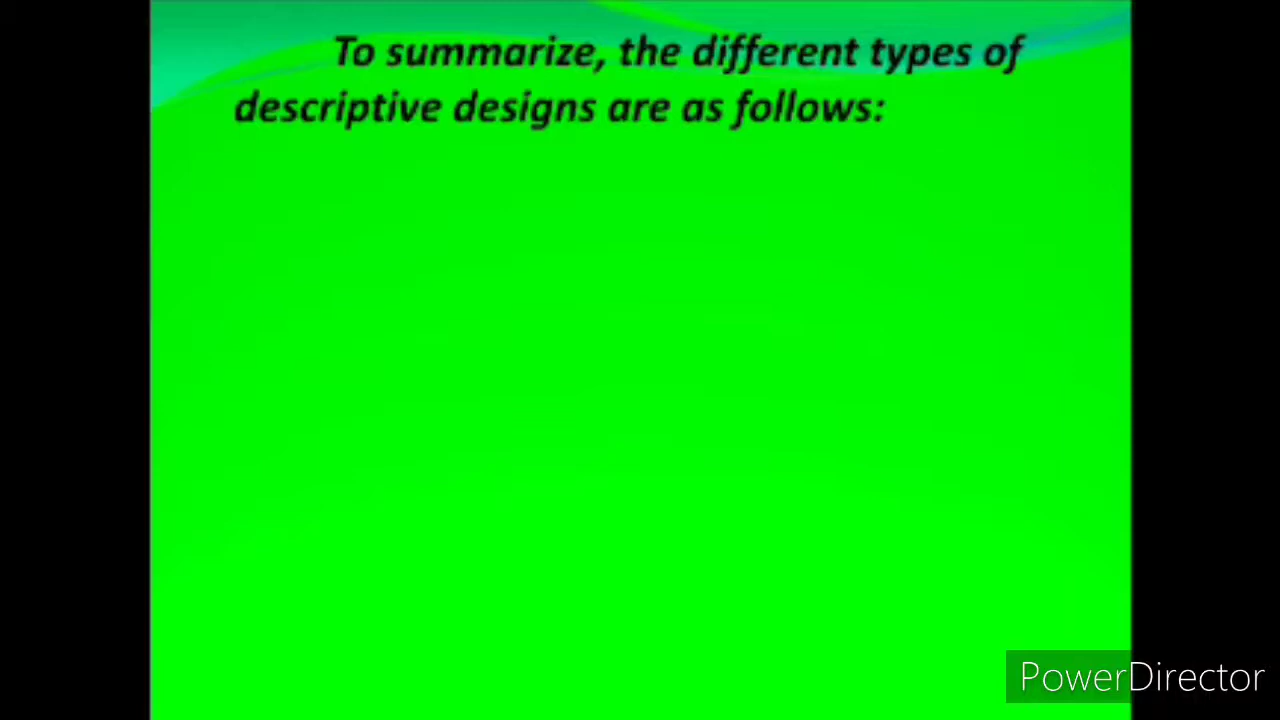 To summarize, the different types of
descriptive designs are as follows:
PowerDirector